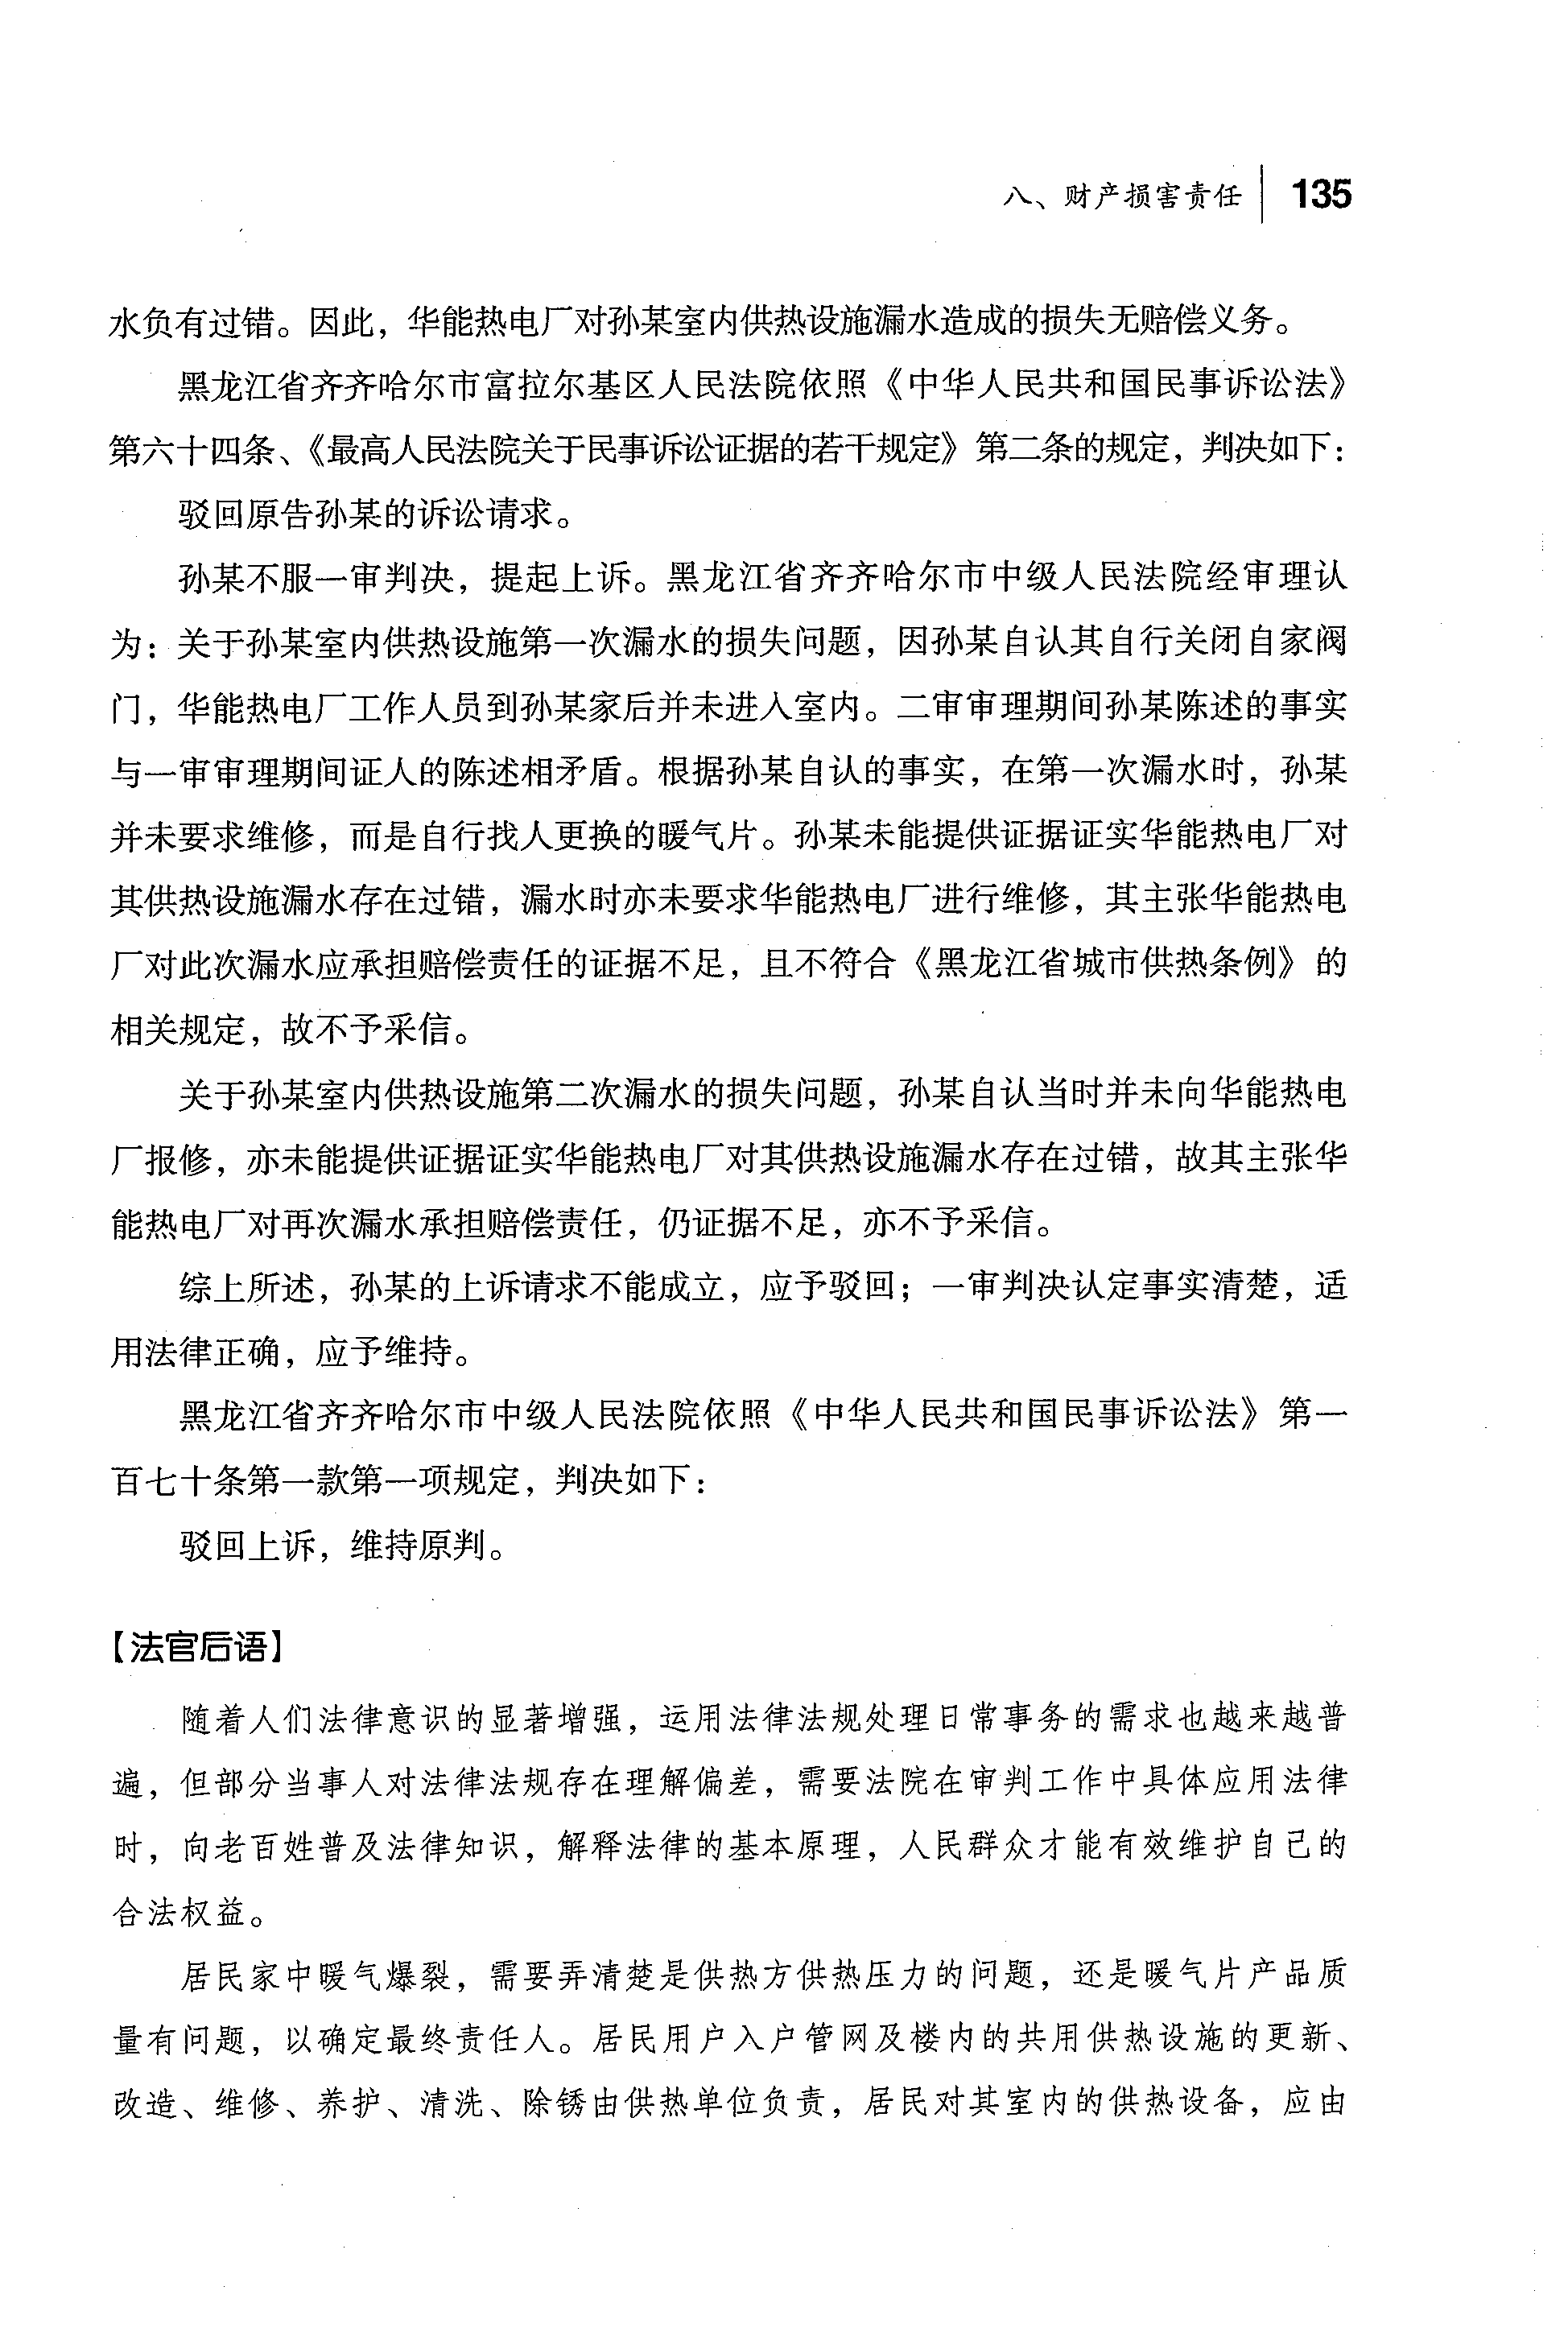 八、财产损害责任 135
水负有过错。因此，华能热电厂对孙某室内供热设施漏水造成的损失无赔偿义务。
黑龙江省齐齐哈尔市富拉尔基区人民法院依照《中华人民共和国民事诉讼法》
第六十四条、《最高人民法院关于民事诉讼证据的若干规定》第二条的规定，判决如下：
驳回原告孙某的诉讼请求。
孙某不服一审判决，提起上诉。黑龙江省齐齐哈尔市中级人民法院经审理认
为：关于孙某室内供热设施第一次漏水的损失问题，因孙某自认其自行关闭自家阀
门，华能热电厂工作人员到孙某家后并未进入室内。二审审理期间孙某陈述的事实
与一审审理期间证人的陈述相矛盾。根据孙某自认的事实，在第一次漏水时，孙某
并未要求维修，而是自行找人更换的暖气片。孙某未能提供证据证实华能热电厂对
其供热设施漏水存在过错，漏水时亦未要求华能热电厂进行维修，其主张华能热电
厂对此次漏水应承担赔偿责任的证据不足，且不符合《黑龙江省城市供热条例》的
相关规定，故不予采信。
关于孙某室内供热设施第二次漏水的损失问题，孙某自认当时并未向华能热电
厂报修，亦未能提供证据证实华能热电厂对其供热设施漏水存在过错，故其主张华
能热电厂对再次漏水承担赔偿责任，仍证据不足，亦不予采信。
综上所述，孙某的上诉请求不能成立，应予驳回；一审判决认定事实清楚，适
用法律正确，应予维持。
黑龙江省齐齐哈尔市中级人民法院依照《中华人民共和国民事诉讼法》第一
百七十条第一款第一项规定，判决如下：
驳回上诉，维持原判。
【法官后语】
随着人们法律意识的显著增强，运用法律法规处理日常事务的需求也越来越普
遍，但部分当事人对法律法规存在理解偏差，需要法院在审判工作中具体应用法律
时，向老百姓普及法律知识，解释法律的基本原理，人民群众才能有效维护自己的
合法权益。
居民家中暖气爆裂，需要弄清楚是供热方供热压力的问题，还是暖气片产品质
量有问题，以确定最终责任人。居民用户入户管网及楼内的共用供热设施的更新、
改造、维修、养护、清洗、除锈由供热单位负责，居民对其室内的供热设备，应由